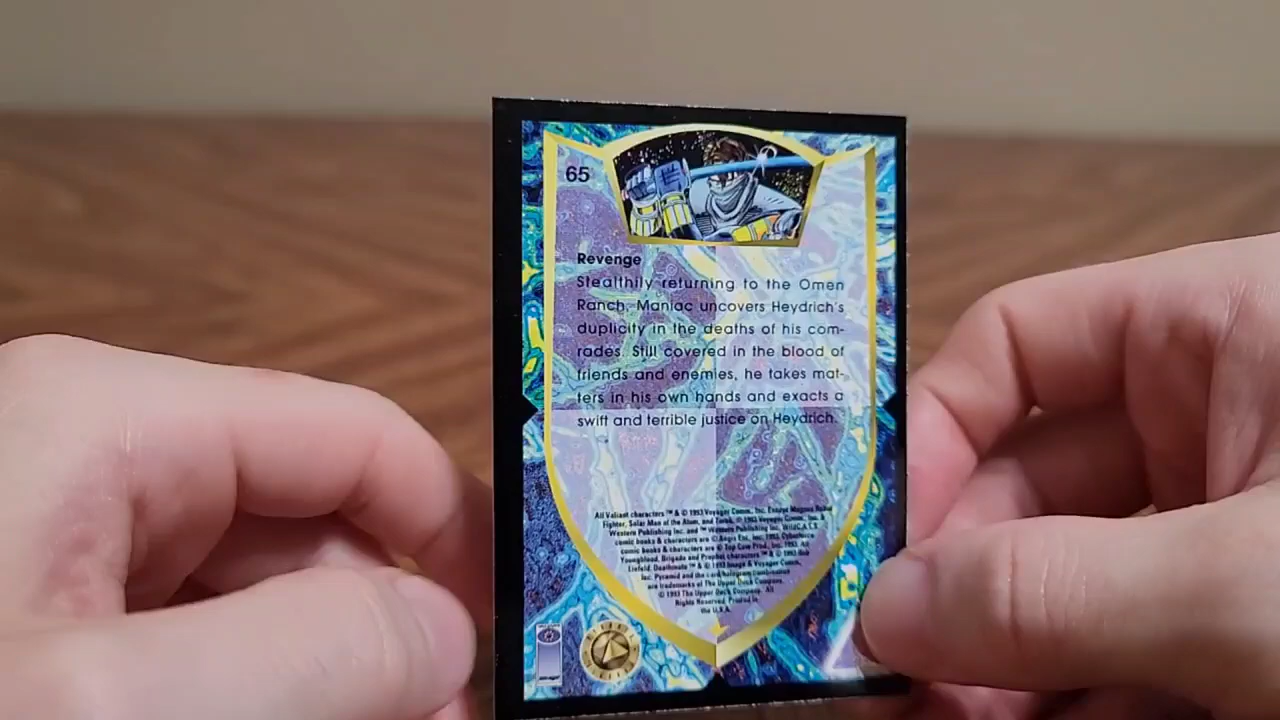 65
Revenge
Stealthily returning to the Omen
Ranch, Maniac uncovers Heydrich's
duplicity in the deaths of his com-
rades. Still covered in the blood of
friends and enemies, he takes mat-
ters in his own hands and exacts a
swift and terrible justice on Heydrich.
All Valiant characters ™ & © 1993 Voyager Comm., Inc. Except Magnus Robot
Fighter, Solar Man of the Atom, and Turok, © 1993 Voyager Comm., Inc. &
Western Publishing Inc. and ™ Western Publishing Inc. WildC.A.T.S.
comic books & characters are © Aegis Ent., Inc. 1993.
comic books & characters are © Top Cow Prod., Inc. 1993. All
Youngblood, Brigade and Prophet characters ™ & © 1993 Rob
Liefeld. Deathmate ™ & © 1993 Image & Voyager Comm.,
Inc. Pyramid and the card/hologram combination
are trademarks of The Upper Deck Company.
© 1993 The Upper Deck Company. All
Rights Reserved. Printed in
the U.S.A.
image